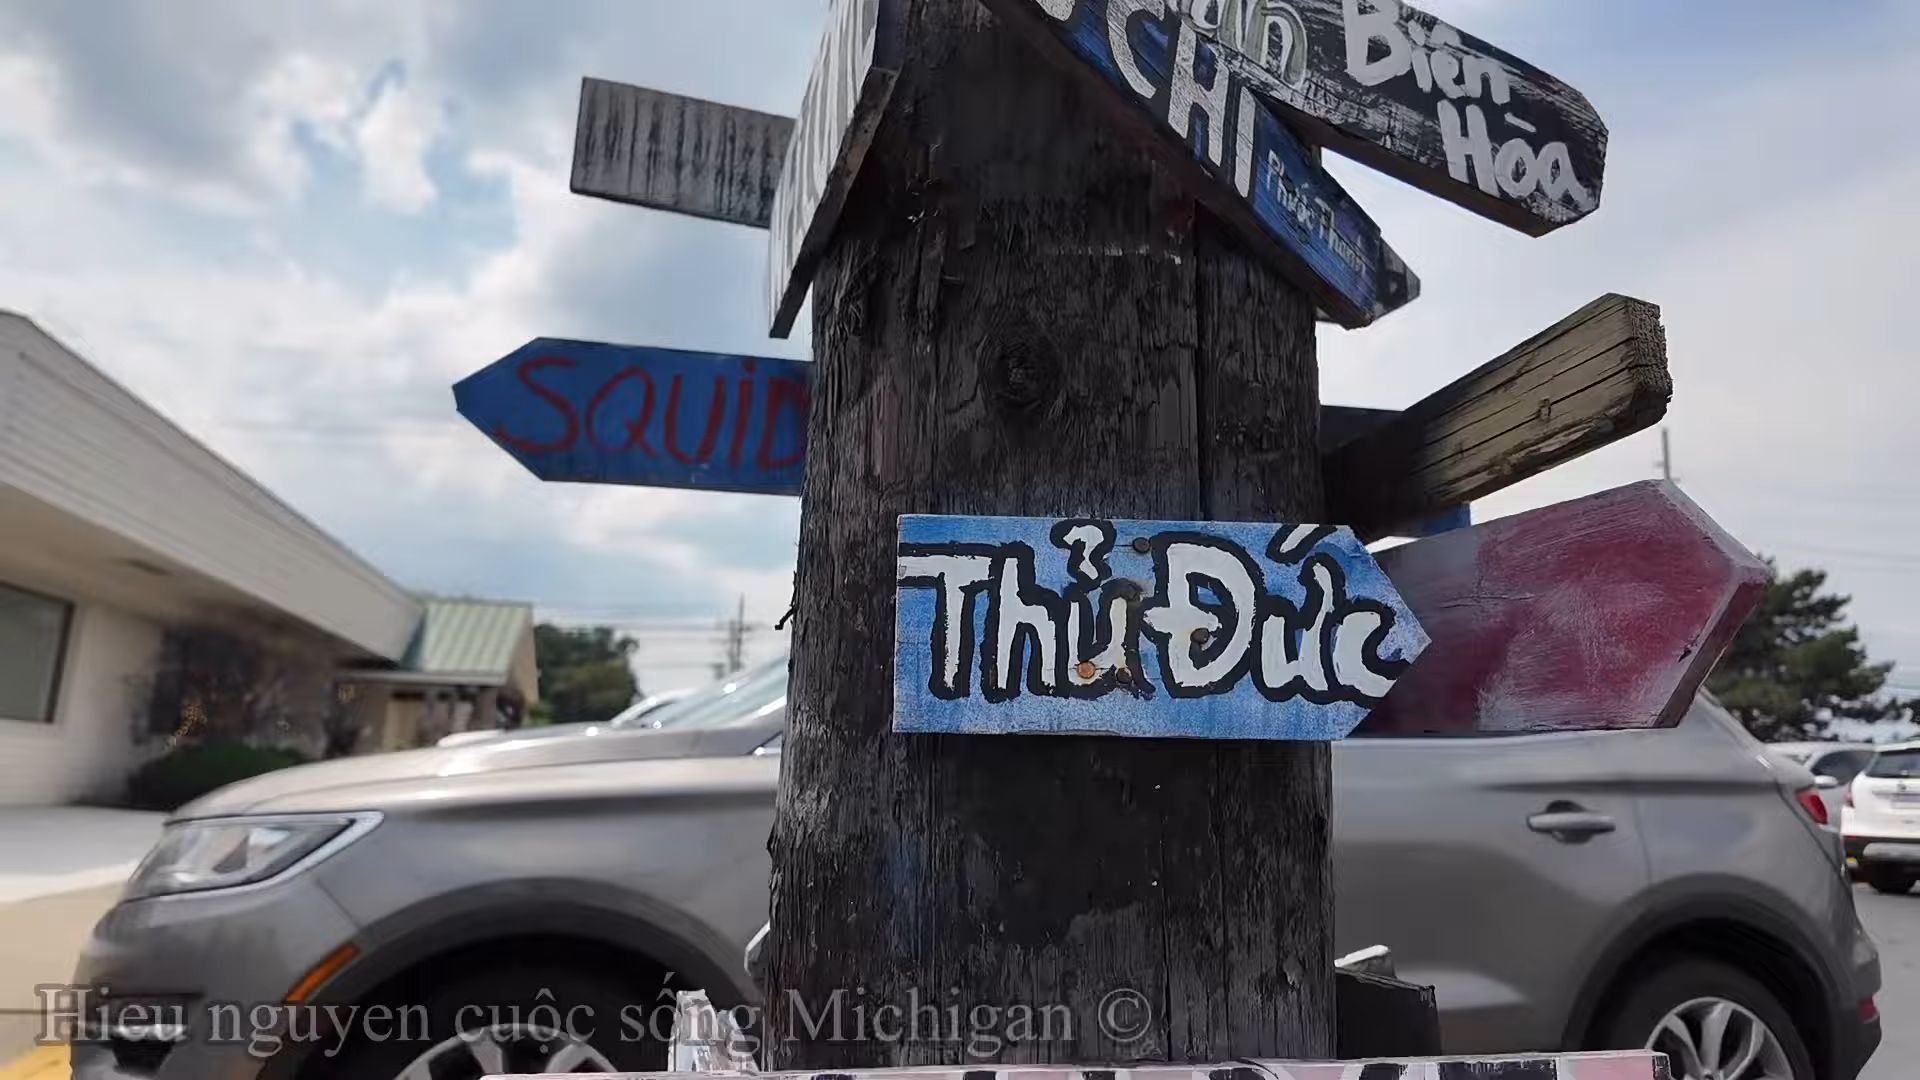 Biên
Hòa
CHI
Phước Thạnh
SQUID
Thủ Đức
Hieu nguyen cuộc sống Michigan ©